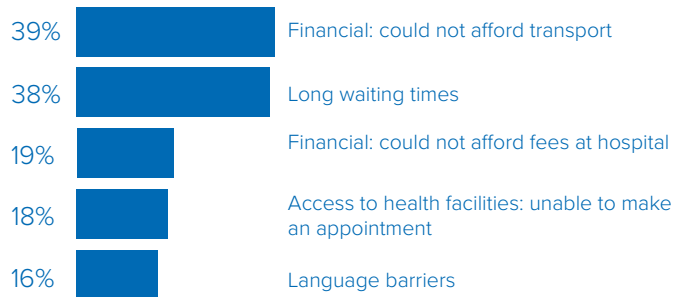 39% Financial: could not afford transport
38% Long waiting times
19% Financial: could not afford fees at hospital
18% Access to health facilities: unable to make
an appointment
16% Language barriers